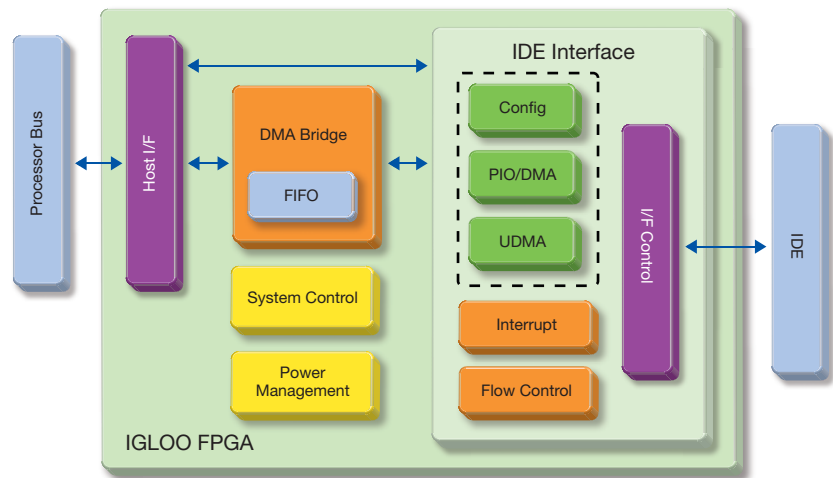 Processor Bus
Host I/F
DMA Bridge
FIFO
System Control
Power
Management
IGLOO FPGA
IDE Interface
Config
PIO/DMA
UDMA
Interrupt
Flow Control
I/F Control
IDE